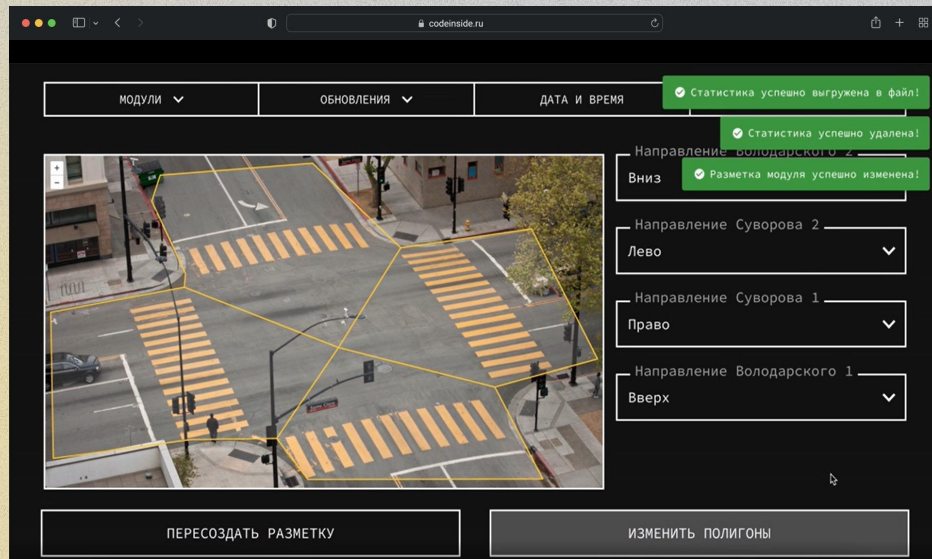 codeinside.ru
МОДУЛИ
ОБНОВЛЕНИЯ
ДАТА И ВРЕМЯ
Статистика успешно выгружена в файл!
Статистика успешно удалена!
Направление Володарского 2
Вниз
Разметка модуля успешно изменена!
Направление Суворова 2
Лево
Направление Суворова 1
Право
Направление Володарского 1
Вверх
ПЕРЕСОЗДАТЬ РАЗМЕТКУ
ИЗМЕНИТЬ ПОЛИГОНЫ